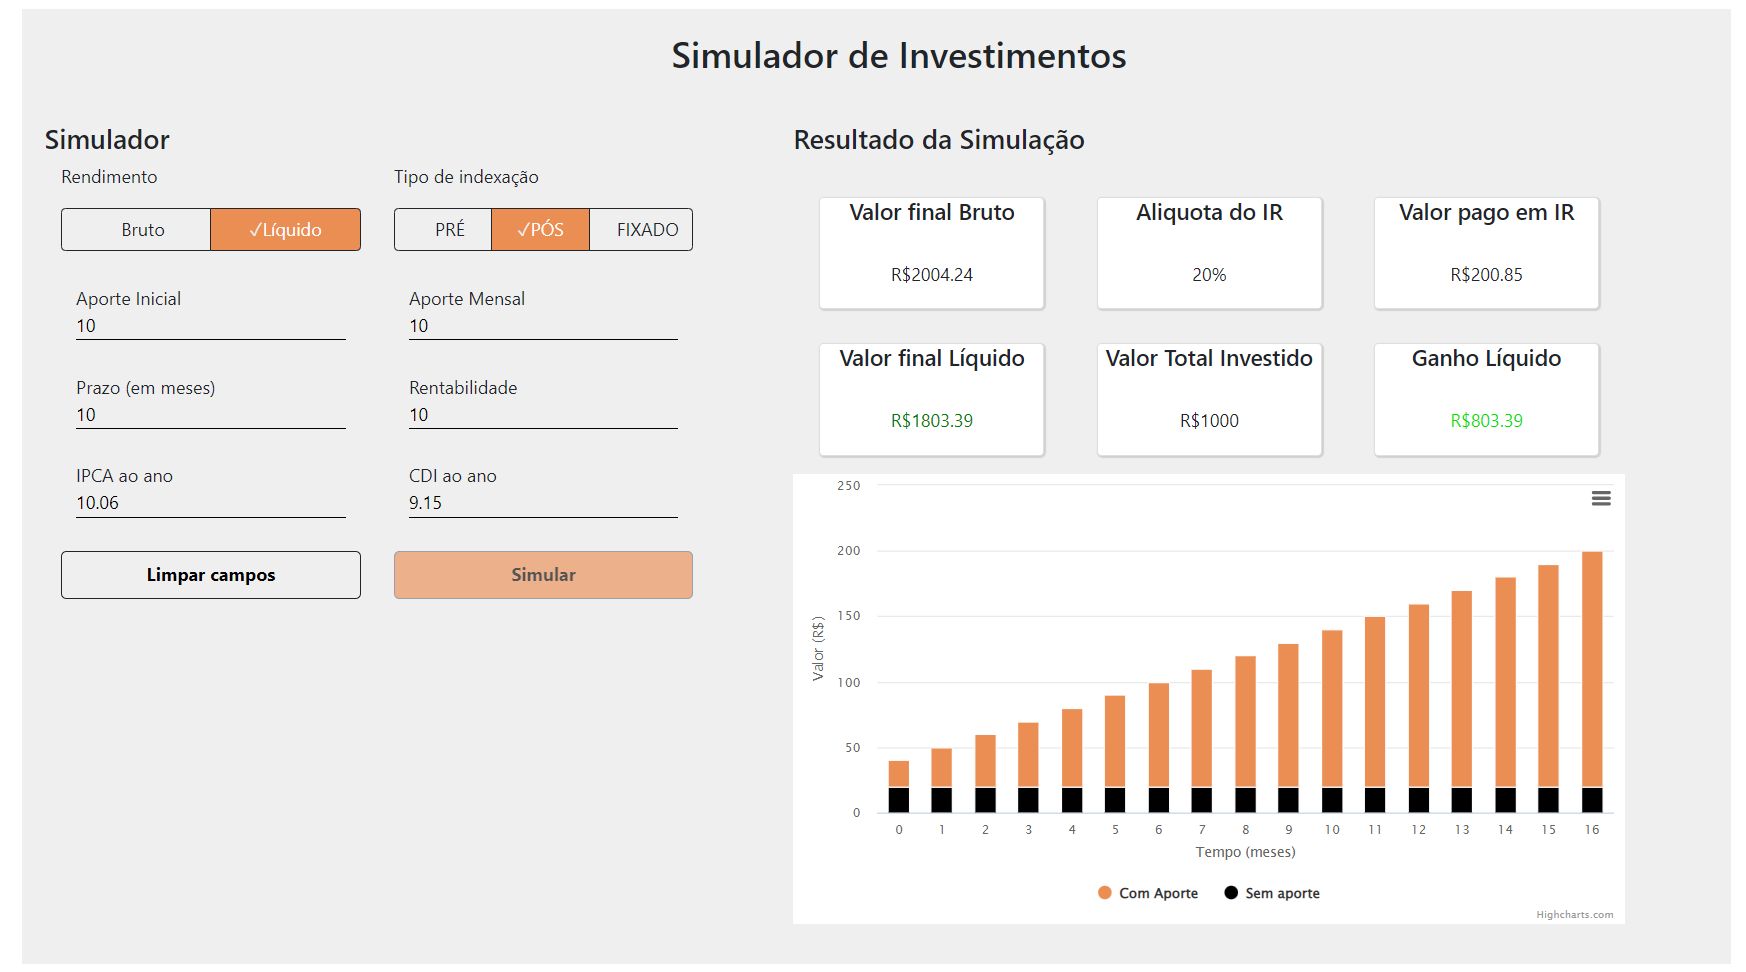 Simulador de Investimentos
Simulador
Rendimento
Tipo de indexação
Bruto
✓Líquido
PRÉ
✓PÓS
FIXADO
Aporte Inicial
10
Aporte Mensal
10
Prazo (em meses)
10
Rentabilidade
10
IPCA ao ano
10.06
CDI ao ano
9.15
Limpar campos
Simular
Resultado da Simulação
Valor final Bruto
R$2004.24
Aliquota do IR
20%
Valor pago em IR
R$200.85
Valor final Líquido
R$1803.39
Valor Total Investido
R$1000
Ganho Líquido
R$803.39
Valor (R$)
250
200
150
100
50
0
0 1 2 3 4 5 6 7 8 9 10 11 12 13 14 15 16
Tempo (meses)
Com Aporte
Sem aporte
Highcharts.com